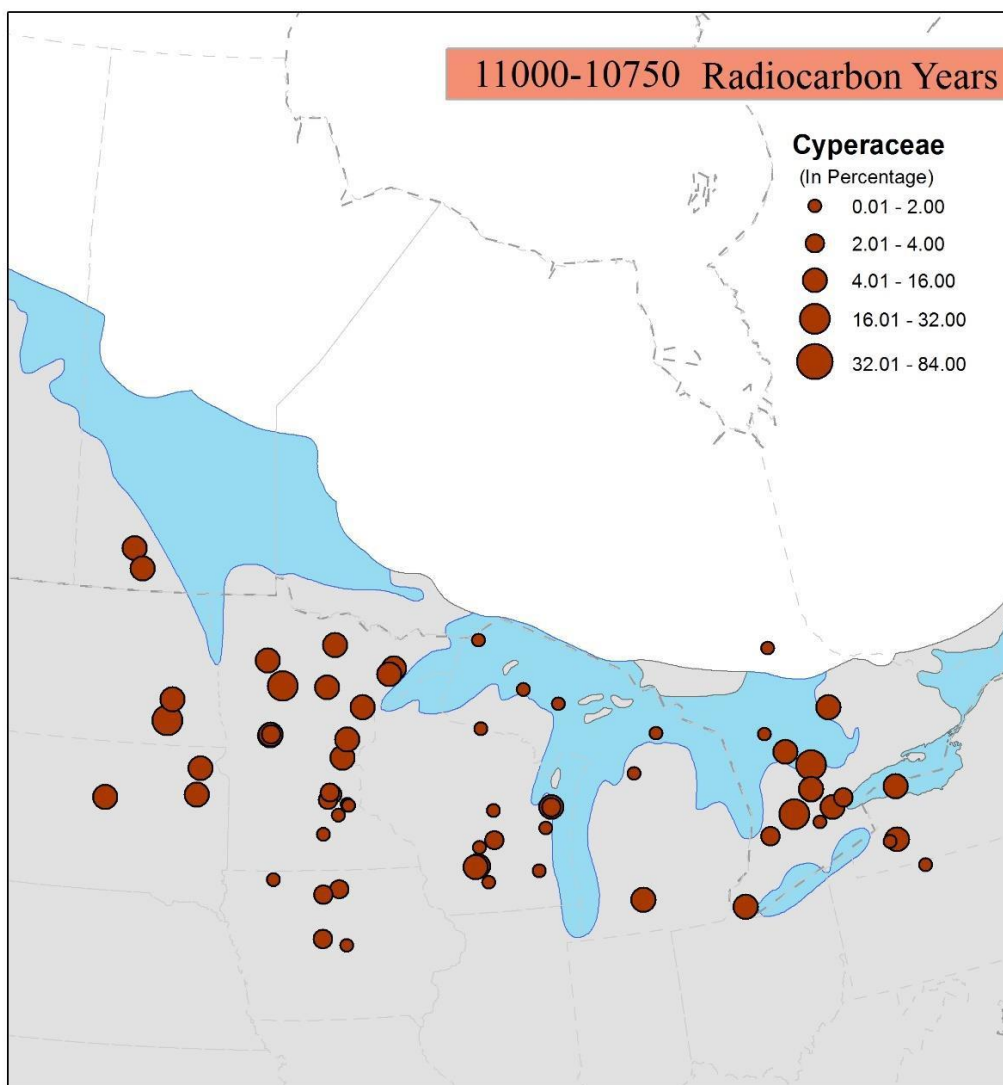 11000-10750 Radiocarbon Years
Cyperaceae
(In Percentage)
0.01 - 2.00
2.01 - 4.00
4.01 - 16.00
16.01 - 32.00
32.01 - 84.00